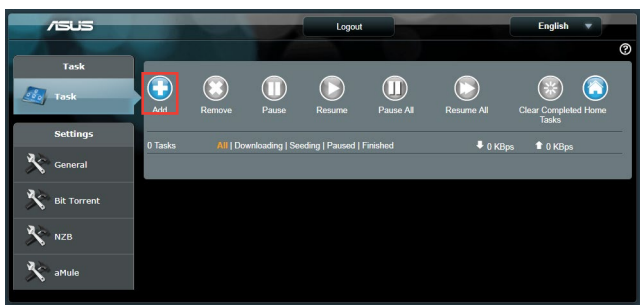 ASUS
Logout
English
?
Task
Task
Add
Remove
Pause
Resume
Pause All
Resume All
Clear Completed
Tasks
Home
Settings
0 Tasks
All | Downloading | Seeding | Paused | Finished
0 KBps
0 KBps
General
Bit Torrent
NZB
aMule